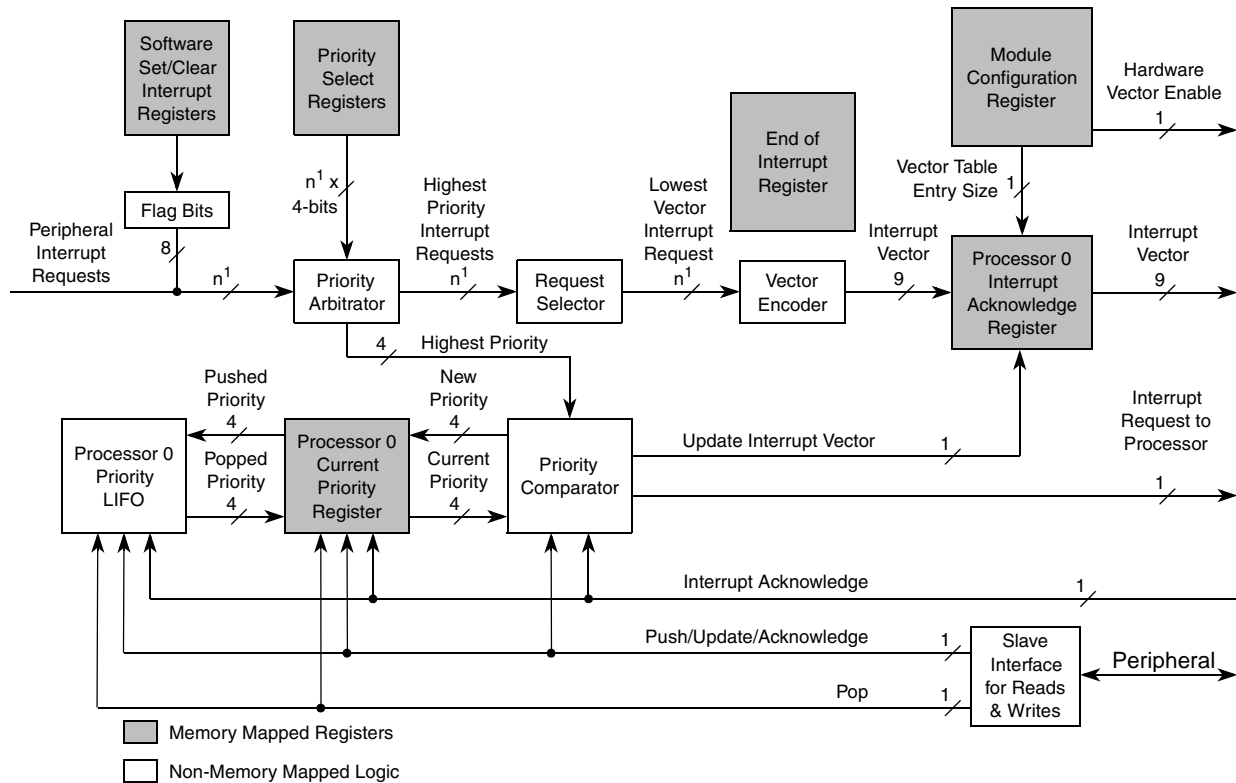 Software
Set/Clear
Interrupt
Registers
Priority
Select
Registers
Module
Configuration
Register
Hardware
Vector Enable
1
End of
Interrupt
Register
n1 x
4-bits
Highest
Priority
Interrupt
Requests
Lowest
Vector
Interrupt
Request
Vector Table
Entry Size
1
Flag Bits
Peripheral
Interrupt
Requests
8
n1
Priority
Arbitrator
n1
Request
Selector
n1
Vector
Encoder
Interrupt
Vector
9
Processor 0
Interrupt
Acknowledge
Register
Interrupt
Vector
9
4
Highest Priority
Pushed
Priority
4
New
Priority
4
Processor 0
Priority
LIFO
Popped
Priority
4
Processor 0
Current
Priority
Register
Current
Priority
4
Priority
Comparator
Update Interrupt Vector
1
Interrupt
Request to
Processor
1
Interrupt Acknowledge
1
Push/Update/Acknowledge
1
Slave
Interface
for Reads
& Writes
Peripheral
Pop
1
Memory Mapped Registers
Non-Memory Mapped Logic